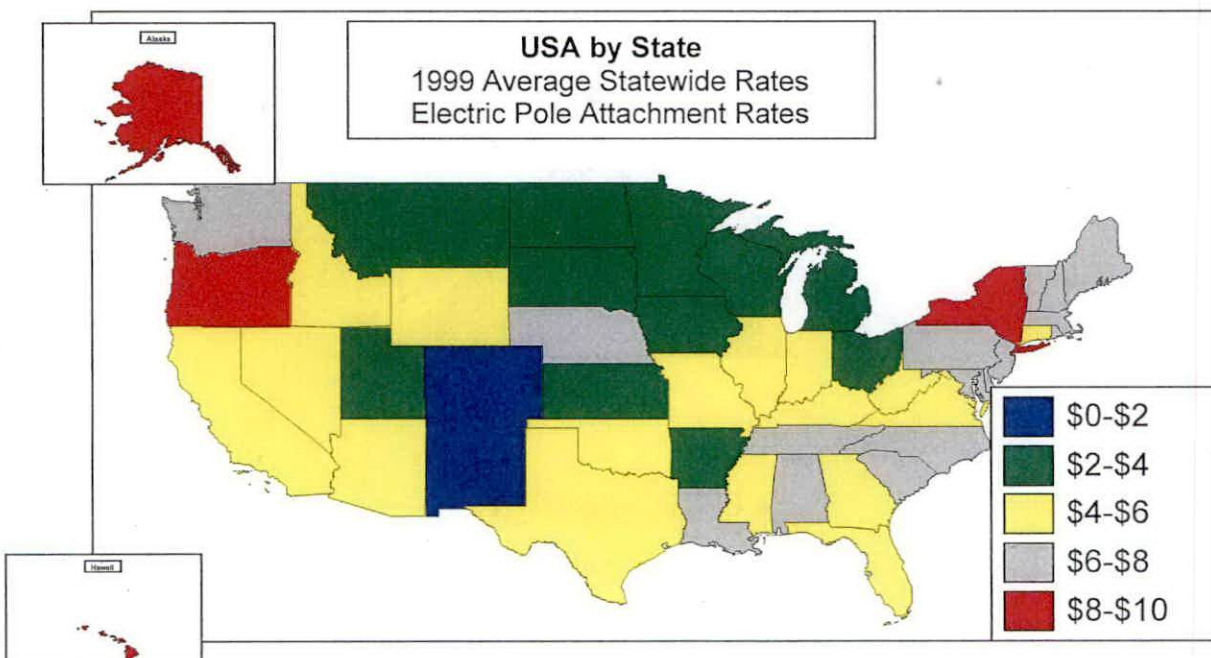 Alaska
USA by State
1999 Average Statewide Rates
Electric Pole Attachment Rates
$0-$2
$2-$4
$4-$6
$6-$8
$8-$10
Hawaii